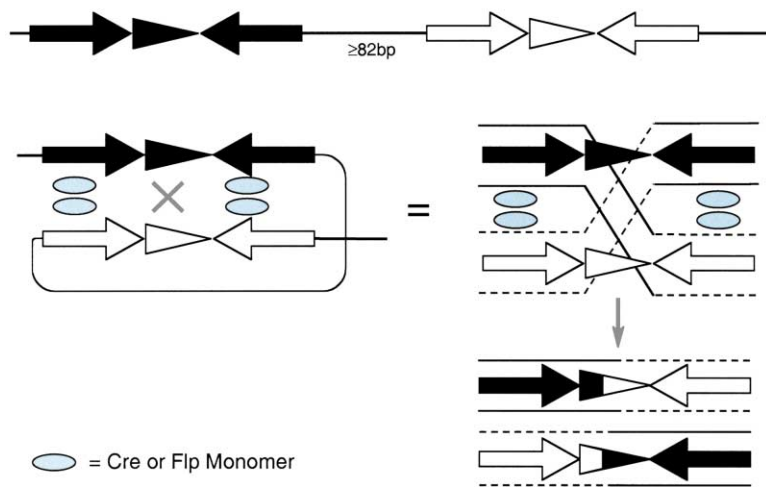 ≥82bp
=
= Cre or Flp Monomer